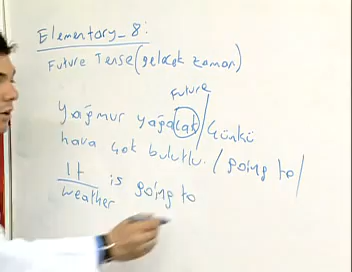 Elementary_8:
Future Tense (gelecek zaman)
future
Yağmur yağacak / Çünkü
hava çok bulutlu. / going to /
It is going to
weather